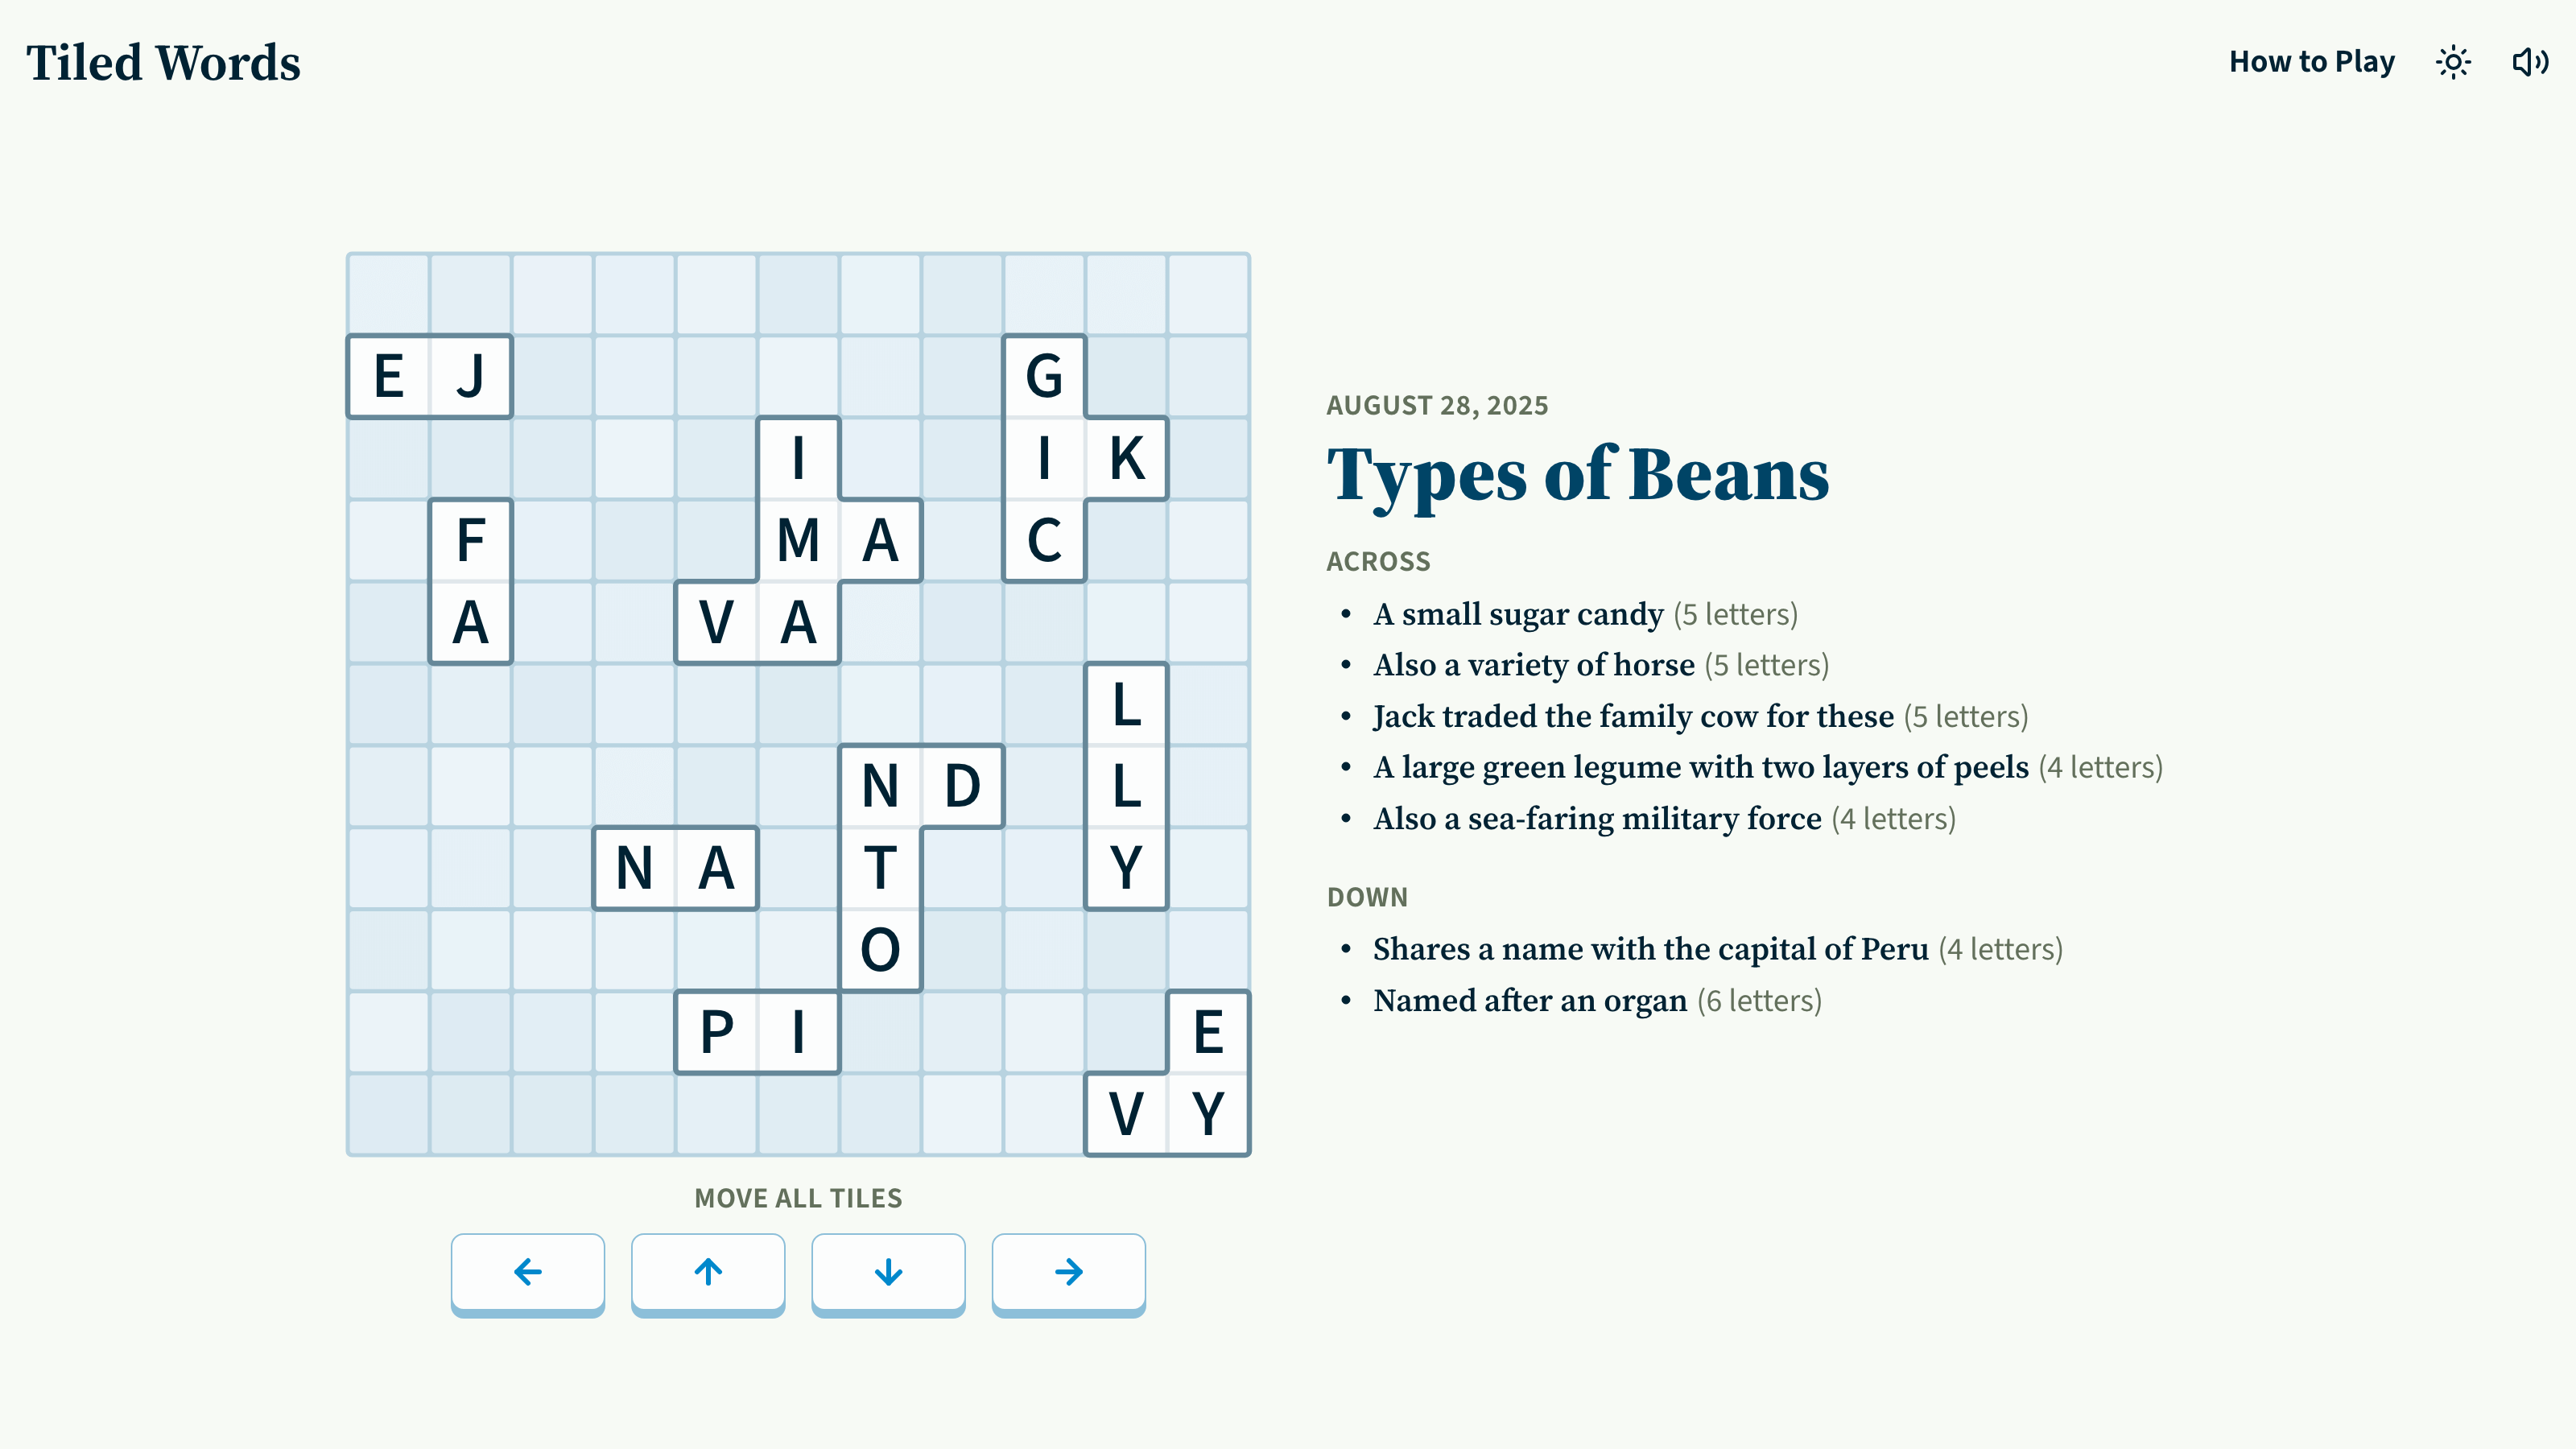 Tiled Words
How to Play
E J G
I I K
F M A C
A V A
L
N D L
N A T Y
O
P I E
V Y
MOVE ALL TILES
AUGUST 28, 2025
Types of Beans
ACROSS
• A small sugar candy (5 letters)
• Also a variety of horse (5 letters)
• Jack traded the family cow for these (5 letters)
• A large green legume with two layers of peels (4 letters)
• Also a sea-faring military force (4 letters)
DOWN
• Shares a name with the capital of Peru (4 letters)
• Named after an organ (6 letters)